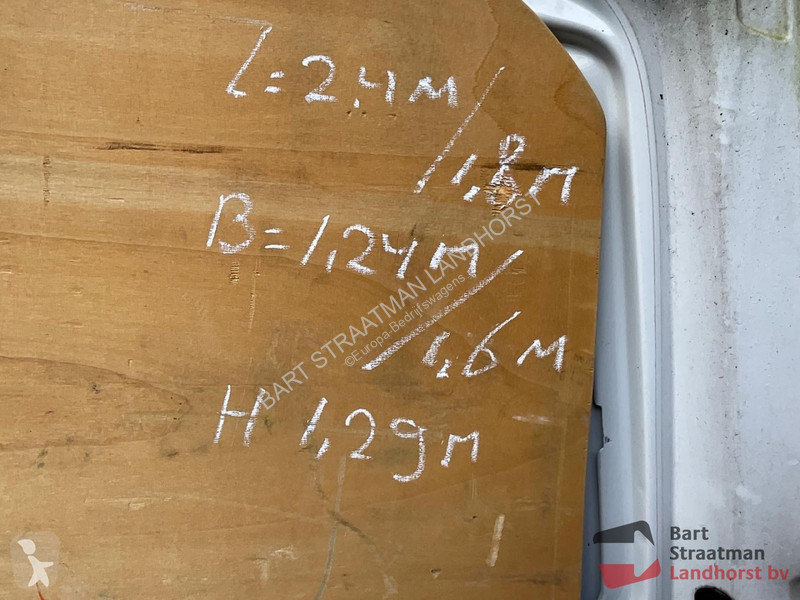 L=2,4m
/1,8m
B=1,24m
/1,6m
H 1,29m
BART STRAATMAN LANDHORST
©Europa-Bedrijfswagens
Bart
Straatman
Landhorst bv